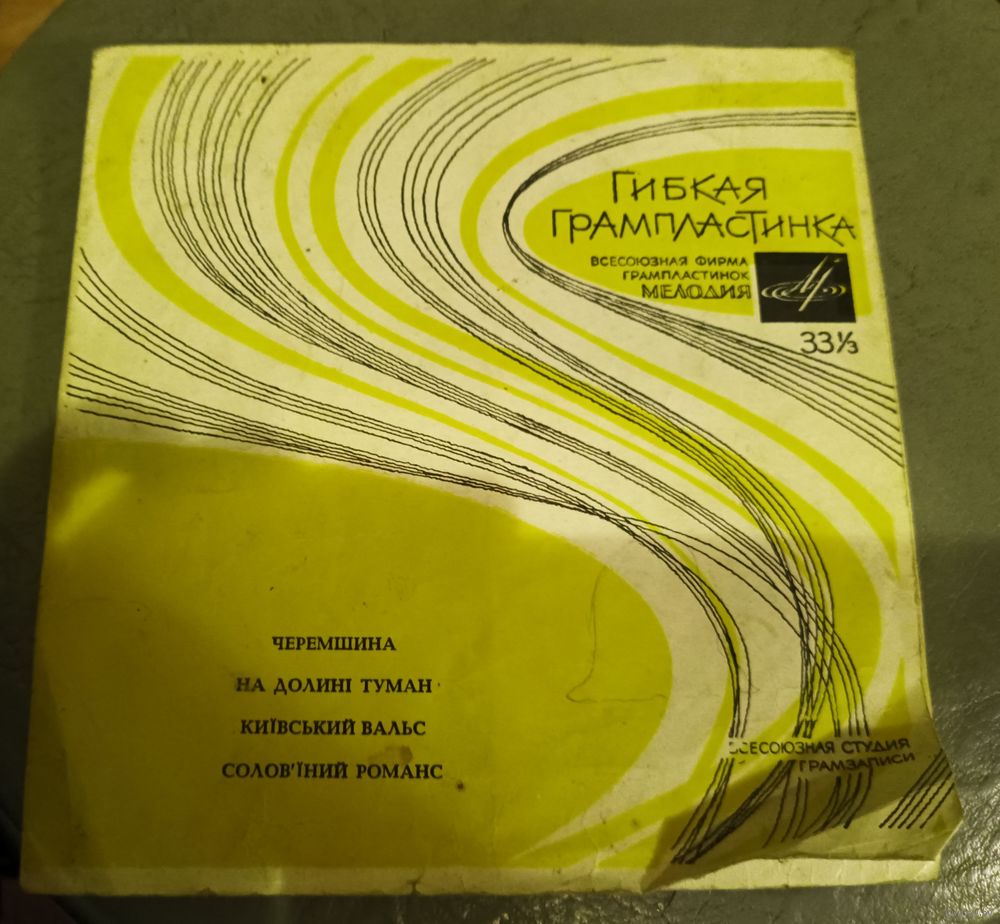 ГИБКАЯ
ГРАМПЛАСТИНКА
ВСЕСОЮЗНАЯ ФИРМА
ГРАМПЛАСТИНОК
МЕЛОДИЯ
33⅓
ЧЕРЕМШИНА
НА ДОЛИНІ ТУМАН
КИЇВСЬКИЙ ВАЛЬС
СОЛОВ'ЇНИЙ РОМАНС
ВСЕСОЮЗНАЯ СТУДИЯ
ГРАМЗАПИСИ